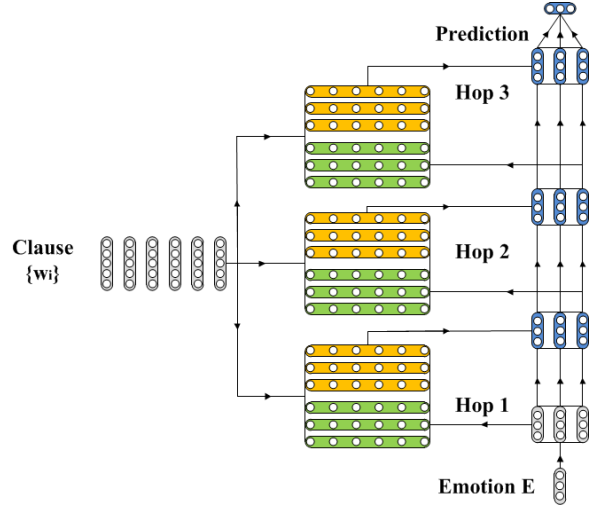 Prediction
Hop 3
Clause
{wi}
Hop 2
Hop 1
Emotion E